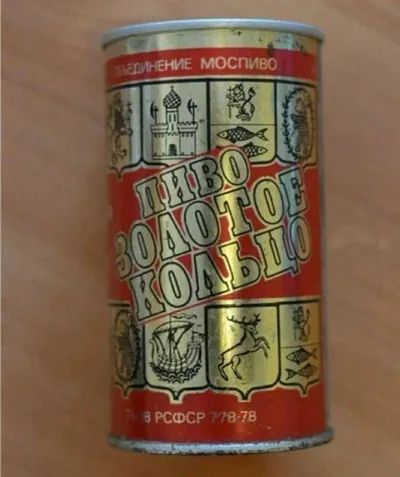 ОБЪЕДИНЕНИЕ МОСПИВО
ПИВО
ЗОЛОТОЕ
КОЛЬЦО
РСФСР 778-78